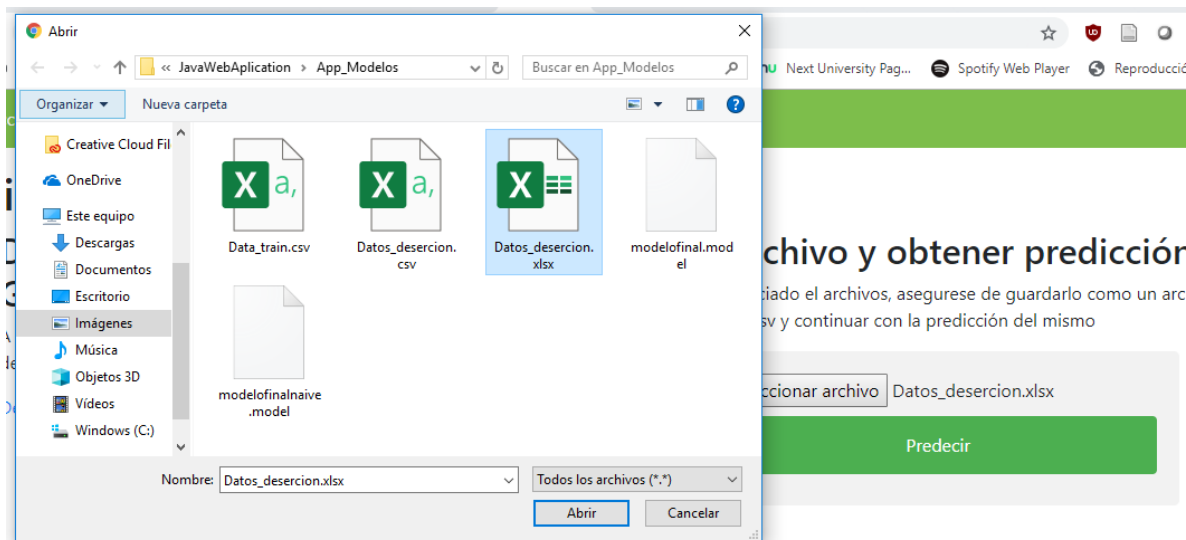 Abrir
« JavaWebAplication › App_Modelos
Buscar en App_Modelos
Next University Pag...
Spotify Web Player
Reproducció
Organizar
Nueva carpeta
Creative Cloud Fil
OneDrive
Este equipo
Descargas
Documentos
Escritorio
Imágenes
Música
Objetos 3D
Vídeos
Windows (C:)
a,
Data_train.csv
a,
Datos_desercion.
csv
Datos_desercion.
xlsx
modelofinal.mod
el
modelofinalnaive
.model
Nombre:
Datos_desercion.xlsx
Todos los archivos (*.*)
Abrir
Cancelar
chivo y obtener predicción
ciado el archivos, asegurese de guardarlo como un arc
sv y continuar con la predicción del mismo
ccionar archivo
Datos_desercion.xlsx
Predecir